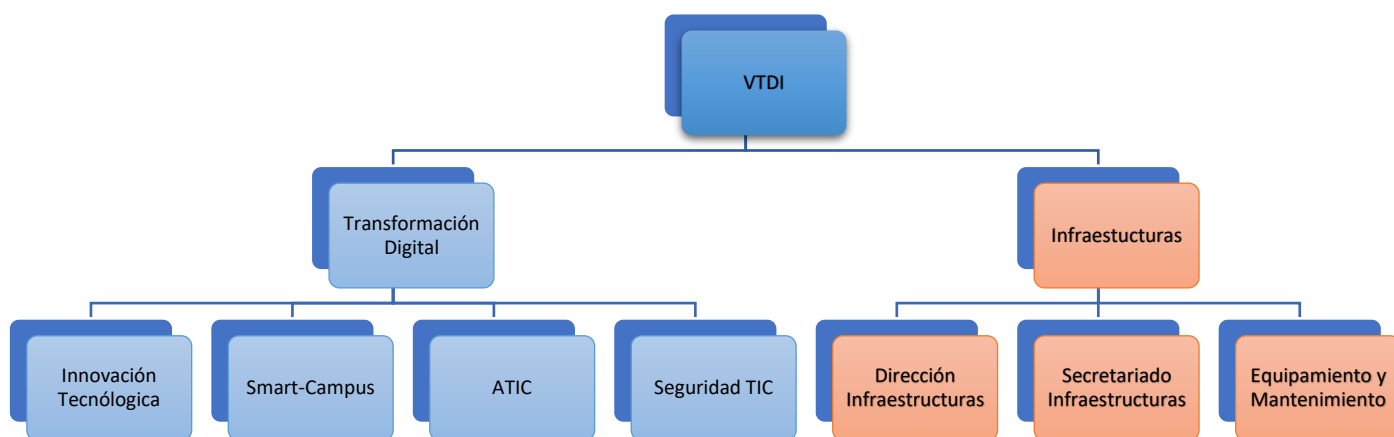 VTDI
Transformación
Digital
Infraestucturas
Innovación
Tecnólogica
Smart-Campus
ATIC
Seguridad TIC
Dirección
Infraestructuras
Secretariado
Infraestructuras
Equipamiento y
Mantenimiento